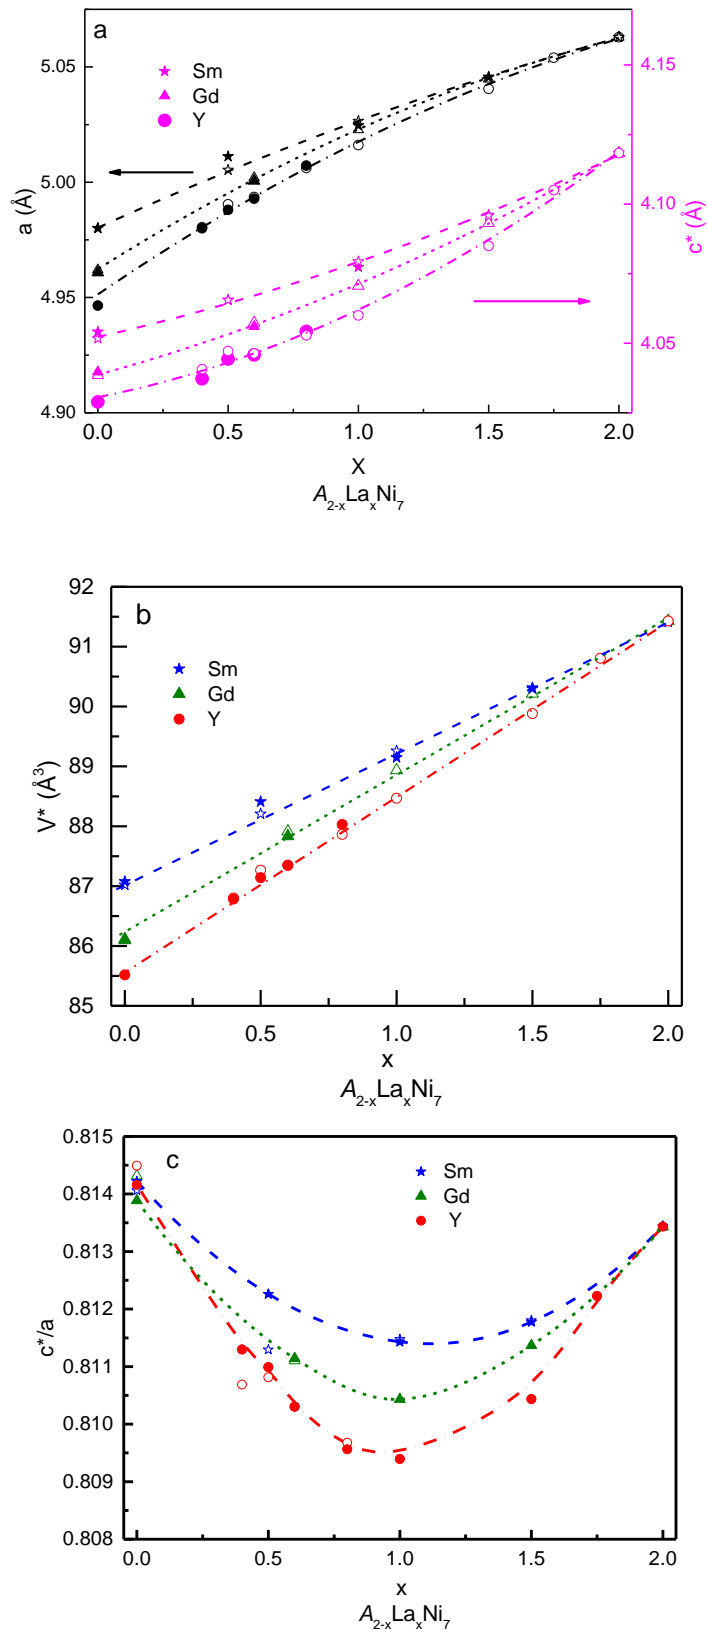 a
5.05
5.00
4.95
4.90
a (Å)
Sm
Gd
Y
4.15
4.10
4.05
c* (Å)
0.0 0.5 1.0 1.5 2.0
X
A2-xLaxNi7
b
92
91
90
89
88
87
86
85
V* (Å3)
Sm
Gd
Y
0.0 0.5 1.0 1.5 2.0
x
A2-xLaxNi7
c
0.815
0.814
0.813
0.812
0.811
0.810
0.809
0.808
c*/a
Sm
Gd
Y
0.0 0.5 1.0 1.5 2.0
x
A2-xLaxNi7